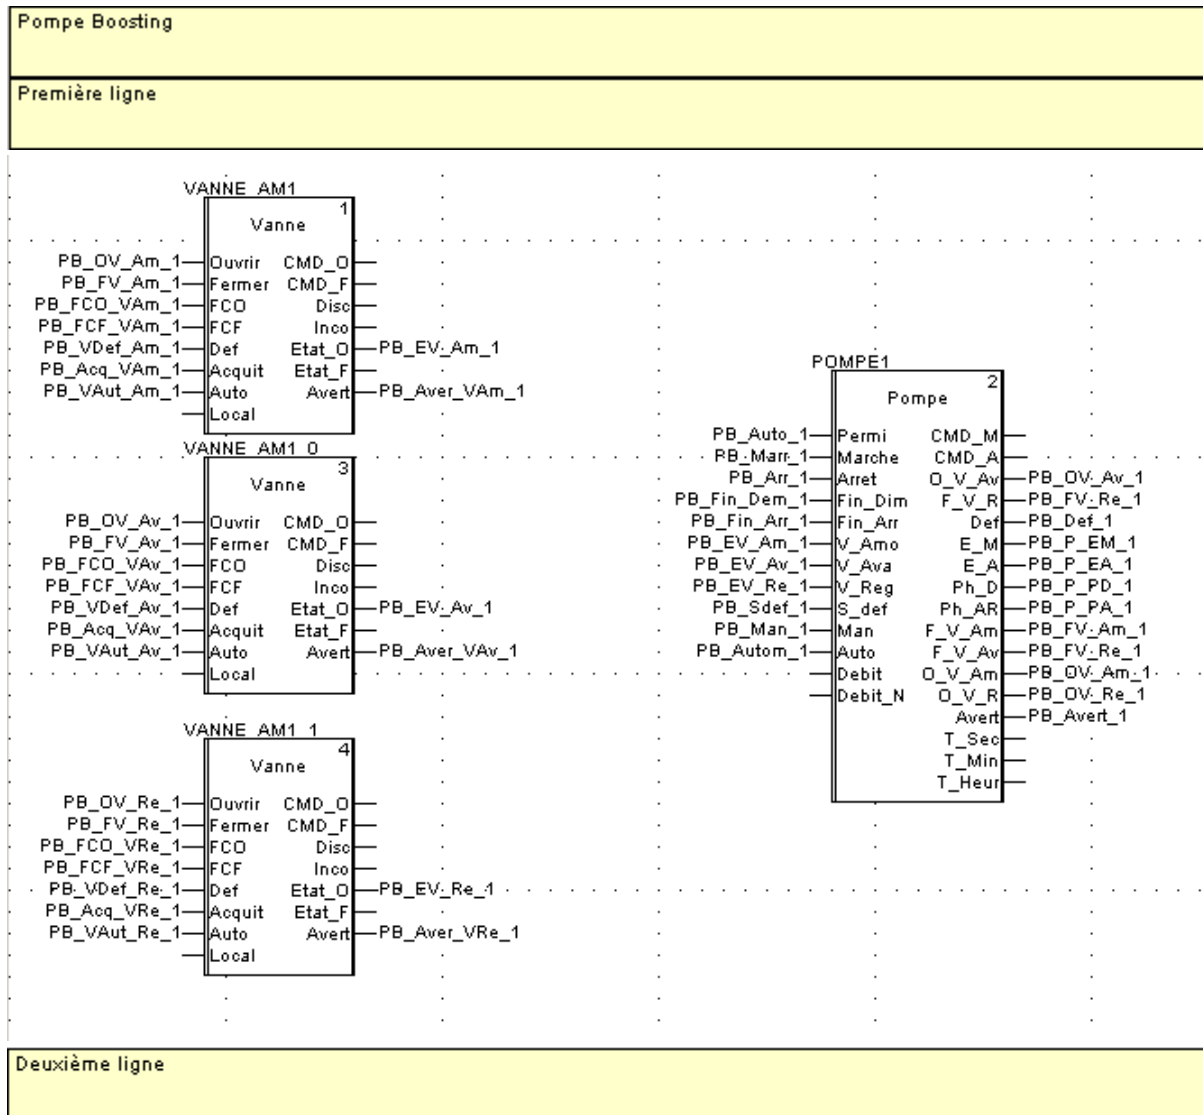 Pompe Boosting
Première ligne
VANNE_AM1
1
Vanne
PB_OV_Am_1 Ouvrir CMD_O
PB_FV_Am_1 Fermer CMD_F
PB_FCO_VAm_1 FCO Disc
PB_FCF_VAm_1 FCF Inco
PB_VDef_Am_1 Def Etat_O PB_EV_Am_1
PB_Acq_VAm_1 Acquit Etat_F
PB_VAut_Am_1 Auto Avert PB_Aver_VAm_1
Local
VANNE_AM1_0
3
Vanne
PB_OV_Av_1 Ouvrir CMD_O
PB_FV_Av_1 Fermer CMD_F
PB_FCO_VAv_1 FCO Disc
PB_FCF_VAv_1 FCF Inco
PB_VDef_Av_1 Def Etat_O PB_EV_Av_1
PB_Acq_VAv_1 Acquit Etat_F
PB_VAut_Av_1 Auto Avert PB_Aver_VAv_1
Local
VANNE_AM1_1
4
Vanne
PB_OV_Re_1 Ouvrir CMD_O
PB_FV_Re_1 Fermer CMD_F
PB_FCO_VRe_1 FCO Disc
PB_FCF_VRe_1 FCF Inco
PB_VDef_Re_1 Def Etat_O PB_EV_Re_1
PB_Acq_VRe_1 Acquit Etat_F
PB_VAut_Re_1 Auto Avert PB_Aver_VRe_1
Local
POMPE1
2
Pompe
PB_Auto_1 Permi CMD_M
PB_Marr_1 Marche CMD_A
PB_Arr_1 Arret O_V_Av PB_OV_Av_1
PB_Fin_Dem_1 Fin_Dim F_V_R PB_FV_Re_1
PB_Fin_Arr_1 Fin_Arr Def PB_Def_1
PB_EV_Am_1 V_Amo E_M PB_P_EM_1
PB_EV_Av_1 V_Ava E_A PB_P_EA_1
PB_EV_Re_1 V_Reg Ph_D PB_P_PD_1
PB_Sdef_1 S_def Ph_AR PB_P_PA_1
PB_Man_1 Man F_V_Am PB_FV_Am_1
PB_Autom_1 Auto F_V_Av PB_FV_Re_1
Debit O_V_Am PB_OV_Am_1
Debit_N O_V_R PB_OV_Re_1
Avert PB_Avert_1
T_Sec
T_Min
T_Heur
Deuxième ligne